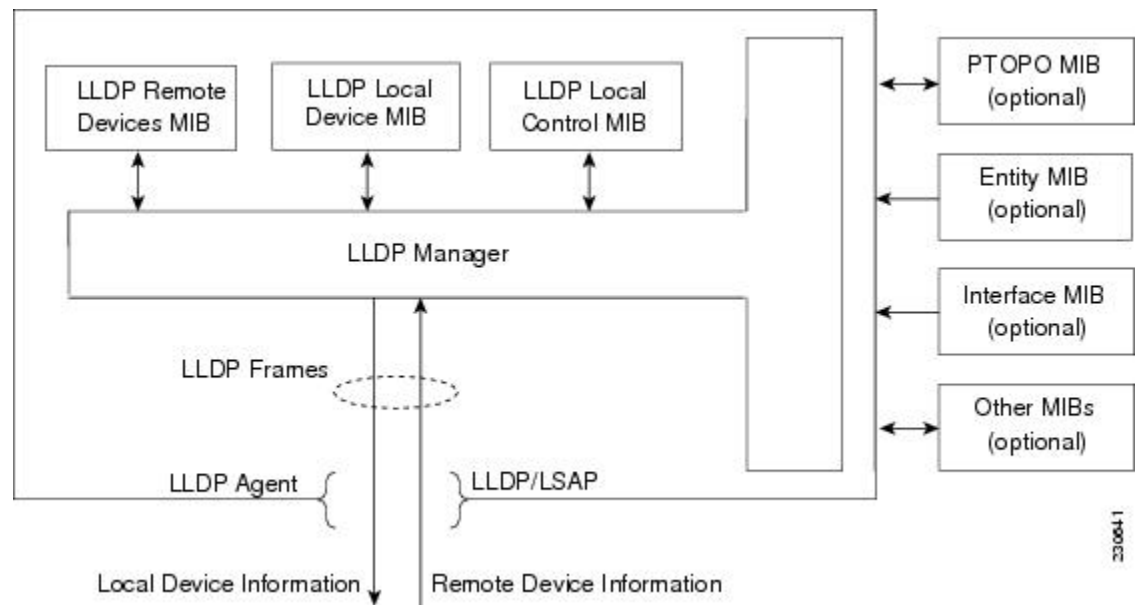 LLDP Remote
Devices MIB
LLDP Local
Device MIB
LLDP Local
Control MIB
PTOPO MIB
(optional)
Entity MIB
(optional)
LLDP Manager
Interface MIB
(optional)
LLDP Frames
Other MIBs
(optional)
LLDP Agent
LLDP/LSAP
Local Device Information
Remote Device Information
230641